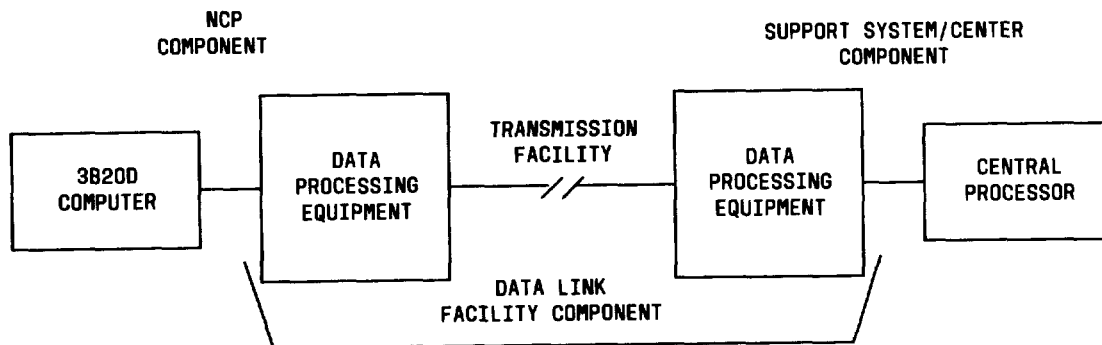 NCP
COMPONENT
SUPPORT SYSTEM/CENTER
COMPONENT
3B20D
COMPUTER
DATA
PROCESSING
EQUIPMENT
TRANSMISSION
FACILITY
DATA
PROCESSING
EQUIPMENT
CENTRAL
PROCESSOR
DATA LINK
FACILITY COMPONENT